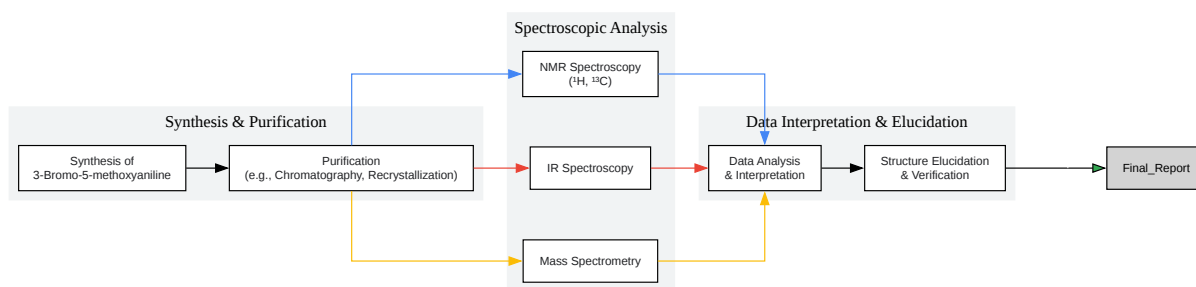 Spectroscopic Analysis
NMR Spectroscopy
(¹H, ¹³C)
Synthesis & Purification
Data Interpretation & Elucidation
Synthesis of
3-Bromo-5-methoxyaniline
Purification
(e.g., Chromatography, Recrystallization)
IR Spectroscopy
Data Analysis
& Interpretation
Structure Elucidation
& Verification
Final_Report
Mass Spectrometry